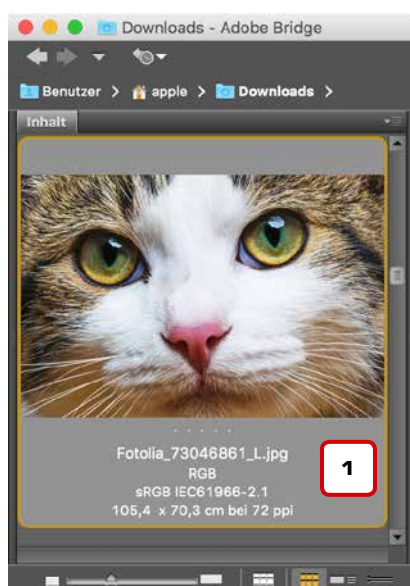 Downloads - Adobe Bridge
Benutzer > apple > Downloads >
Inhalt
Fotolia_73046861_L.jpg
RGB
sRGB IEC61966-2.1
105,4 x 70,3 cm bei 72 ppi
1